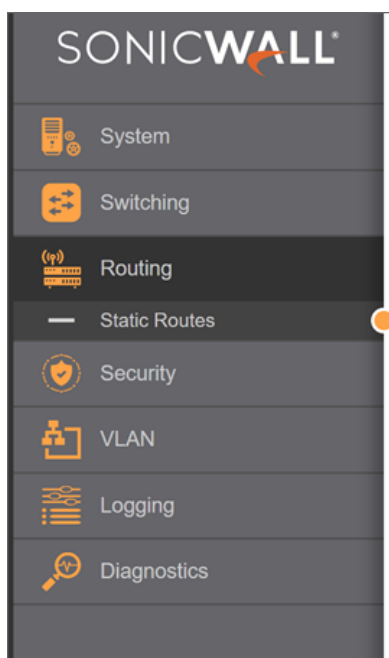 SONICWALL®
System
Switching
Routing
Static Routes
Security
VLAN
Logging
Diagnostics